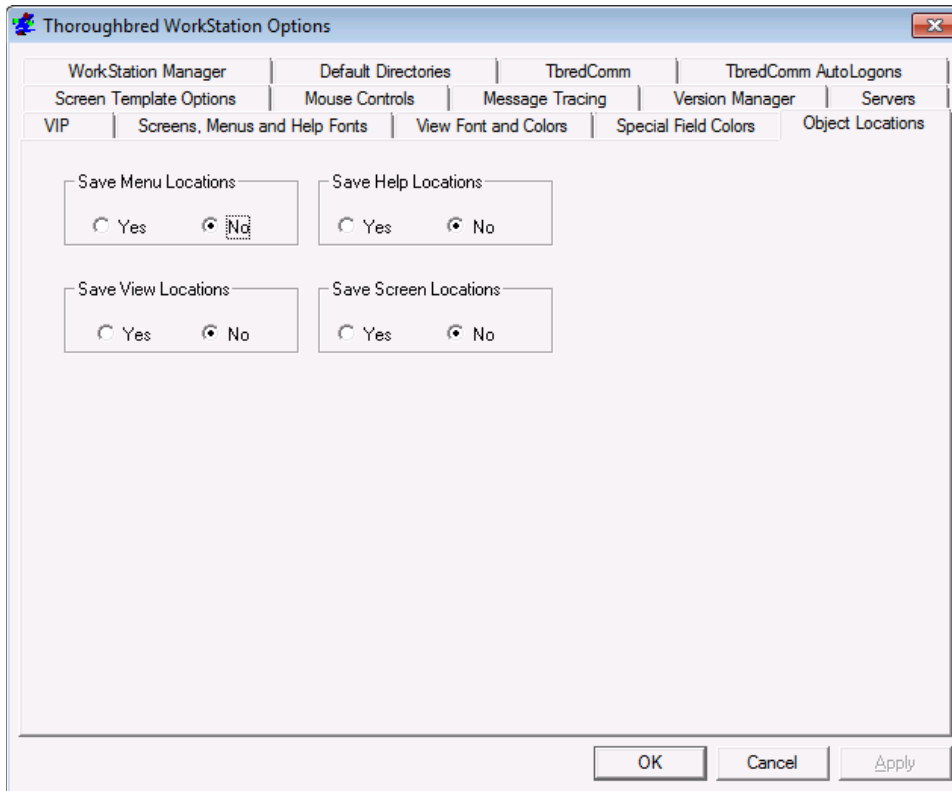 Thoroughbred WorkStation Options
WorkStation Manager Default Directories TbredComm TbredComm AutoLogons
Screen Template Options Mouse Controls Message Tracing Version Manager Servers
VIP Screens, Menus and Help Fonts View Font and Colors Special Field Colors Object Locations
Save Menu Locations Save Help Locations
Yes No Yes No
Save View Locations Save Screen Locations
Yes No Yes No
OK Cancel Apply